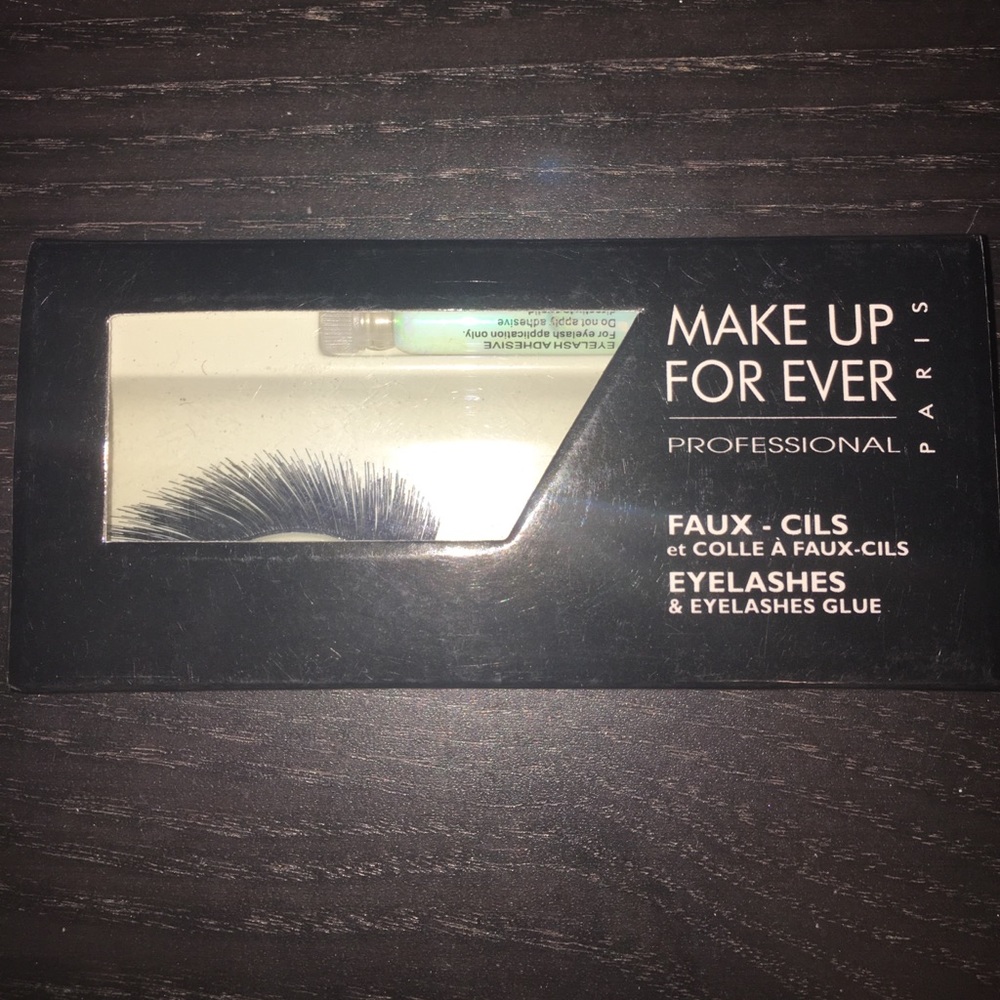 MAKE UP
FOR EVER
PROFESSIONAL
PARIS
FAUX - CILS
et COLLE À FAUX-CILS
EYELASHES
& EYELASHES GLUE
EYELASH ADHESIVE
For eyelash application only.
Do not apply adhesive